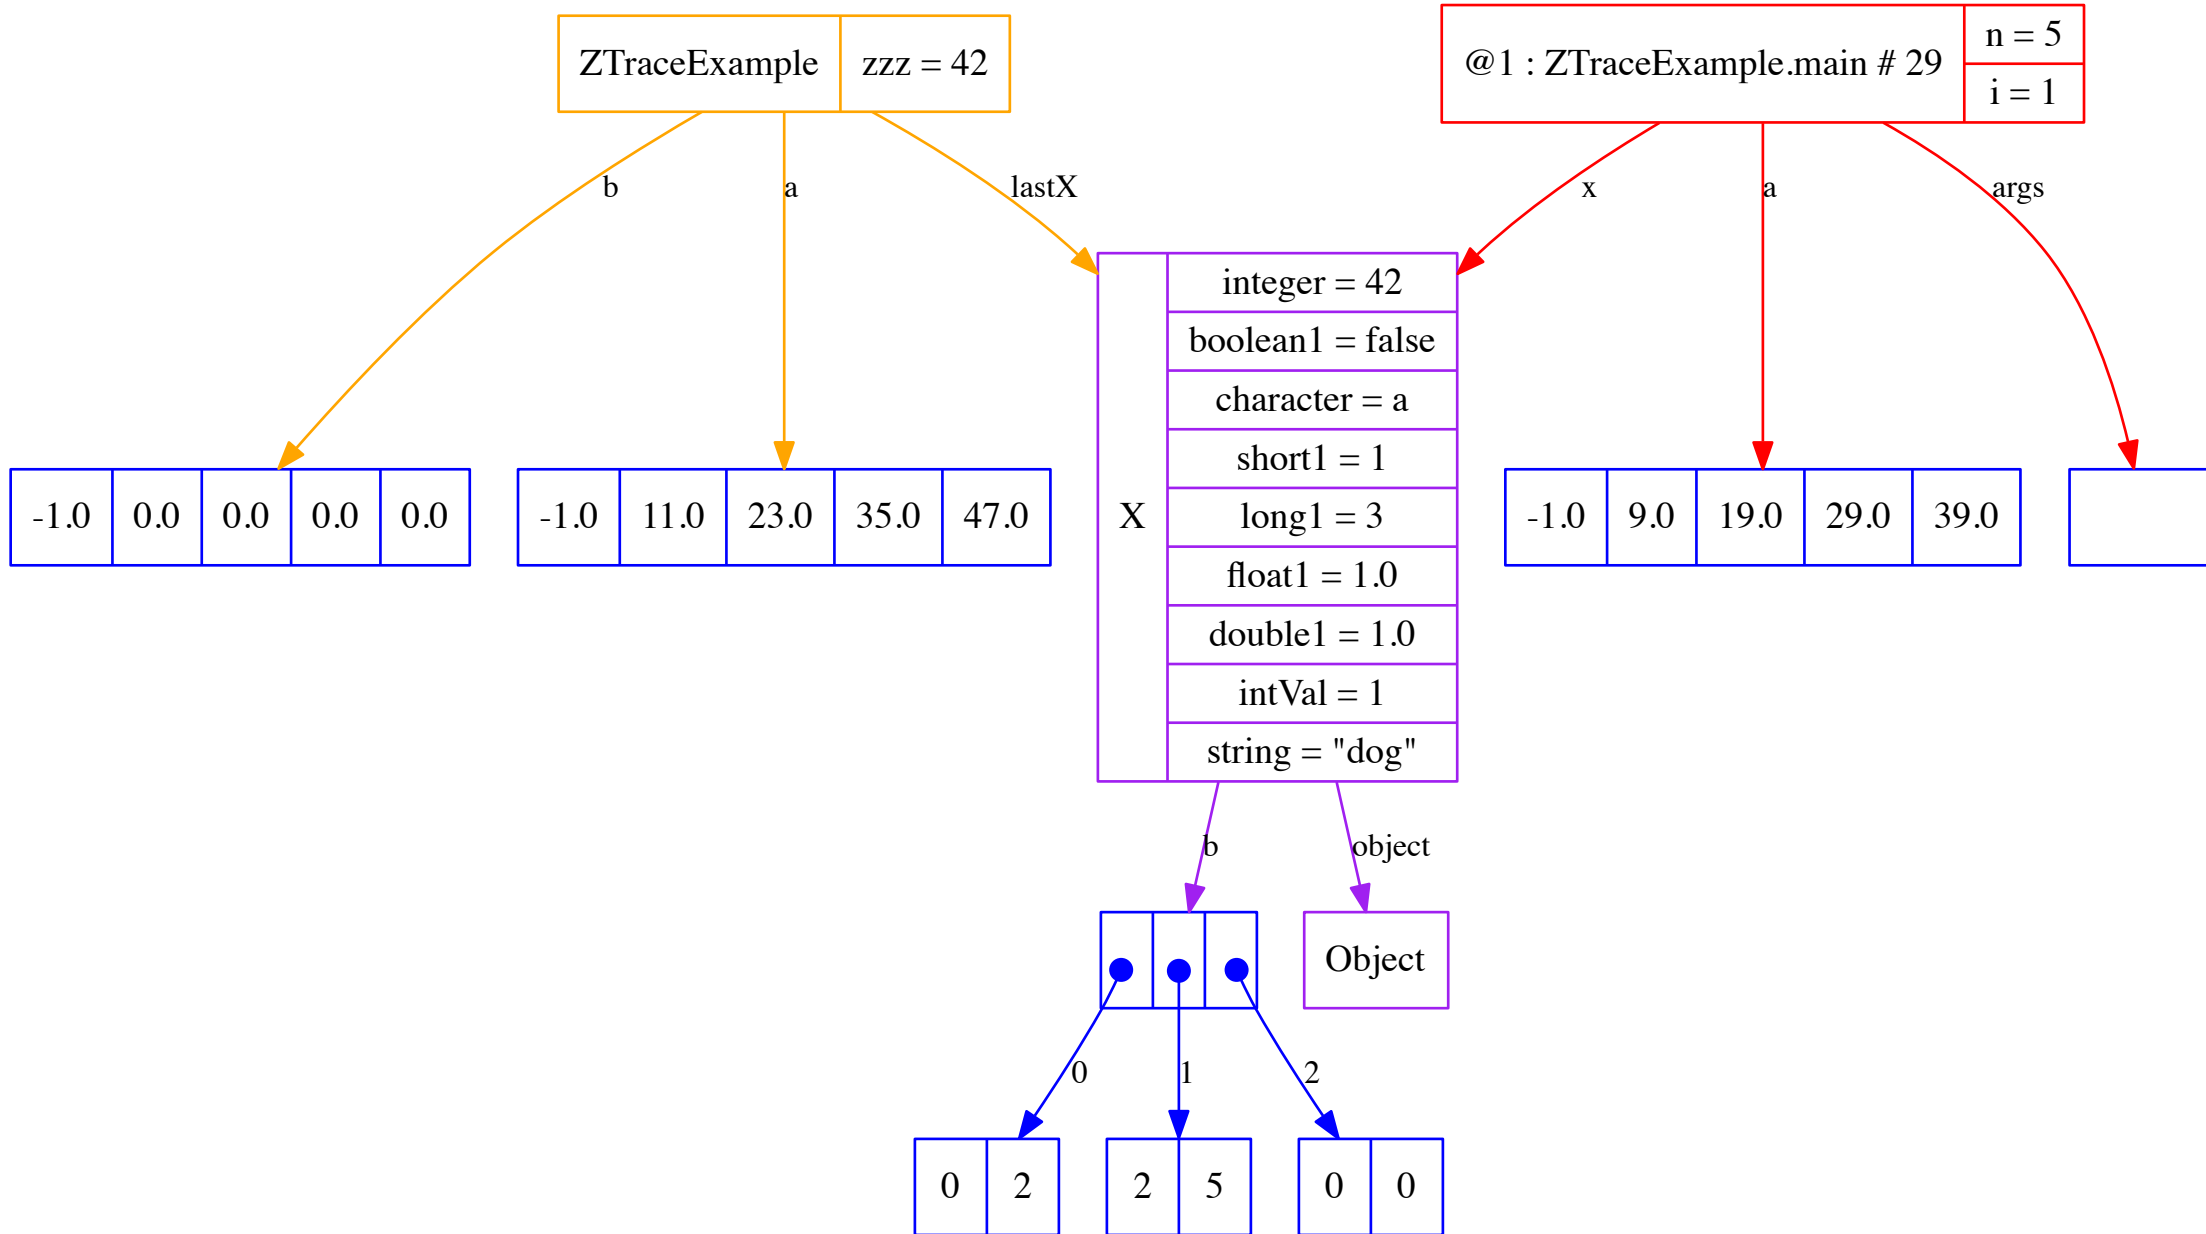 ZTraceExample
zzz = 42
@1 : ZTraceExample.main # 29
n = 5
i = 1
b
a
lastX
x
a
args
-1.0 0.0 0.0 0.0 0.0
-1.0 11.0 23.0 35.0 47.0
X
integer = 42
boolean1 = false
character = a
short1 = 1
long1 = 3
float1 = 1.0
double1 = 1.0
intVal = 1
string = "dog"
-1.0 9.0 19.0 29.0 39.0
b
object
Object
0
1
2
0 2
2 5
0 0